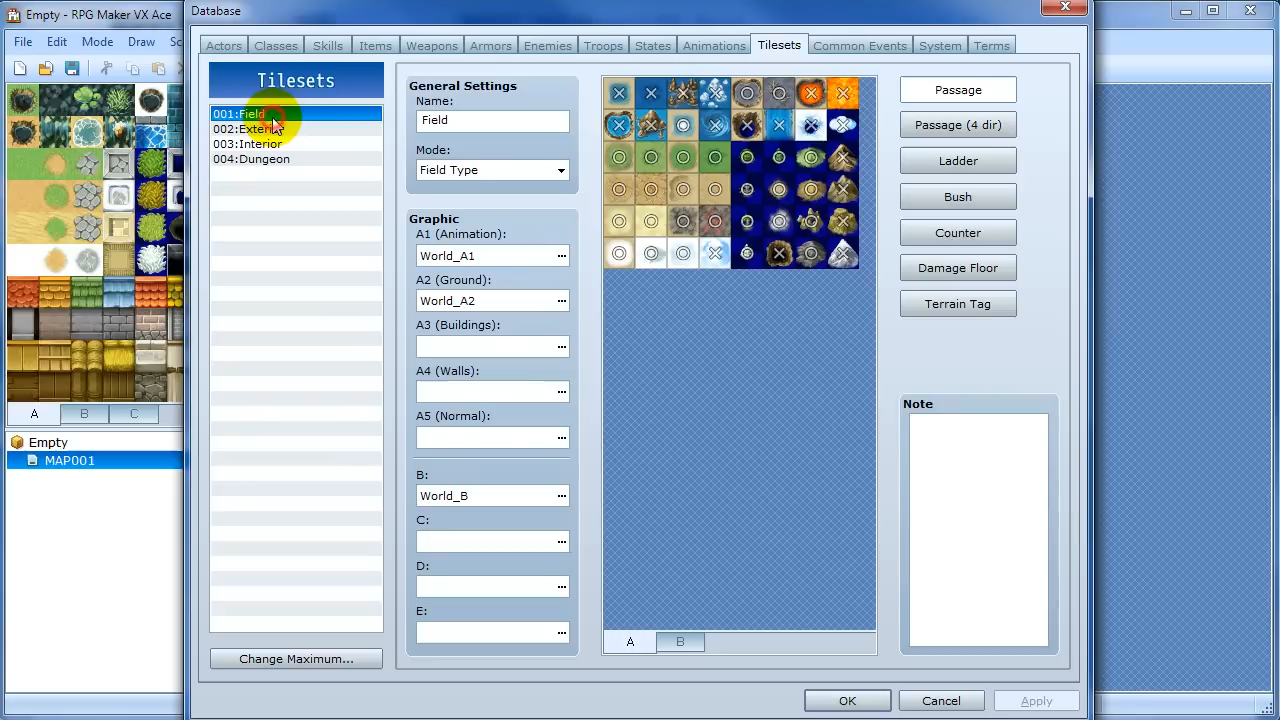 Empty - RPG Maker VX Ace
Database
File Edit Mode Draw
Actors Classes Skills Items Weapons Armors Enemies Troops States Animations Tilesets Common Events System Terms
Tilesets
001:Field
002:Exterior
003:Interior
004:Dungeon
Change Maximum...
General Settings
Name:
Field
Mode:
Field Type
Graphic
A1 (Animation):
World_A1
A2 (Ground):
World_A2
A3 (Buildings):
A4 (Walls):
A5 (Normal):
B:
World_B
C:
D:
E:
A B
Passage
Passage (4 dir)
Ladder
Bush
Counter
Damage Floor
Terrain Tag
Note
A B C
Empty
MAP001
OK Cancel Apply